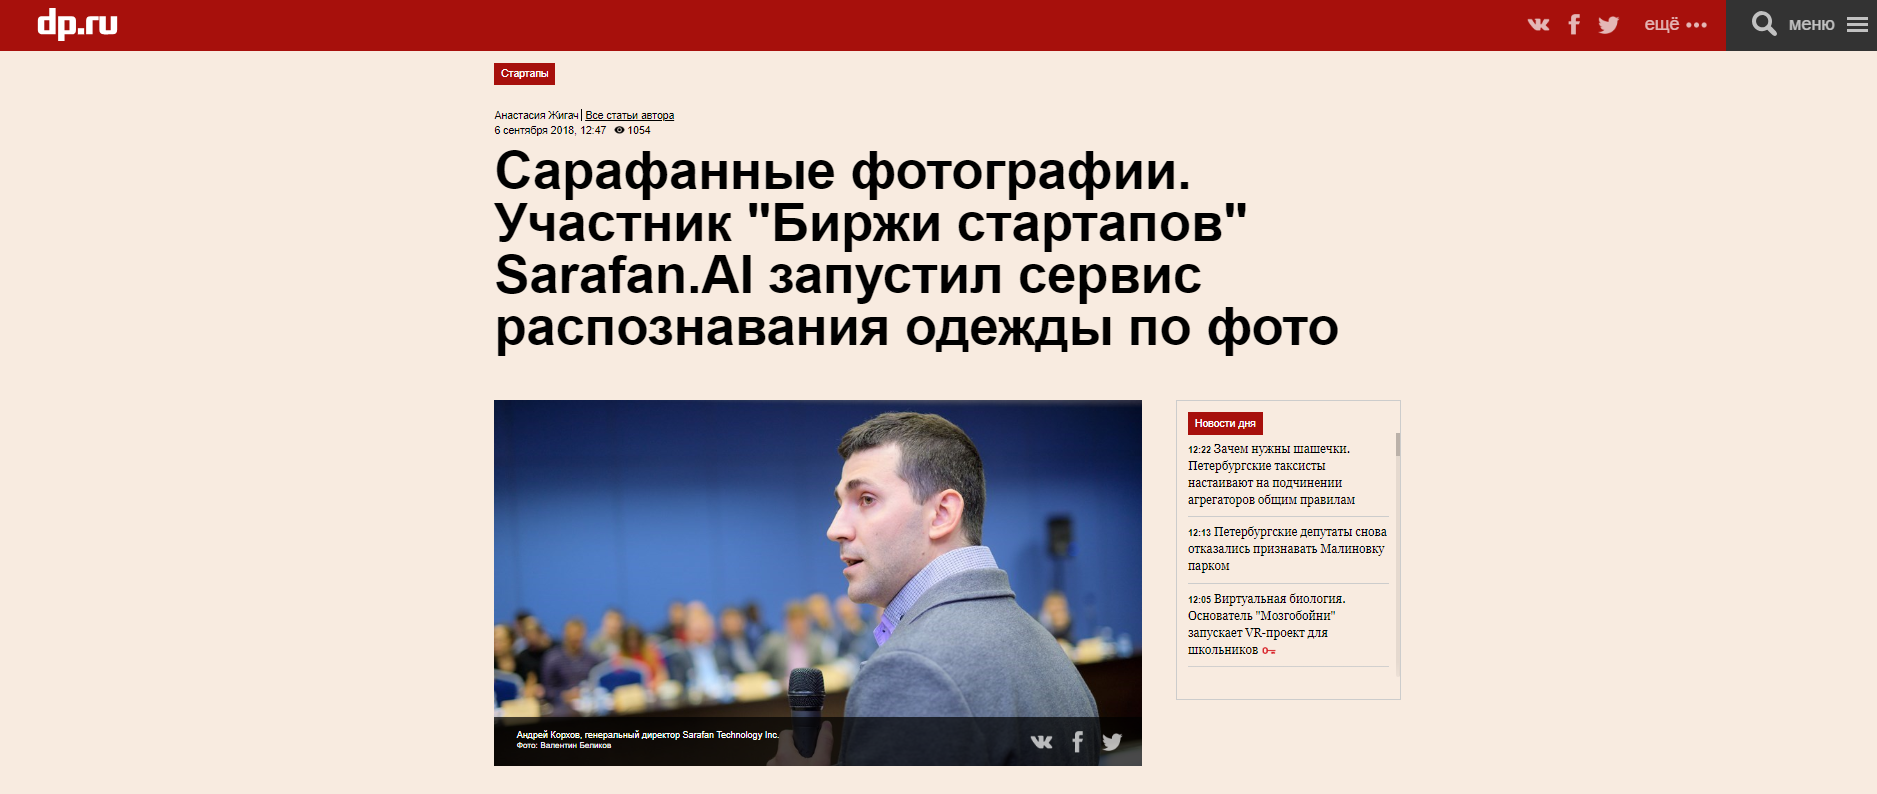 dp.ru
ещё
меню
Стартапы
Анастасия Жигач | Все статьи автора
6 сентября 2018, 12:47 1054
Сарафанные фотографии.
Участник "Биржи стартапов"
Sarafan.AI запустил сервис
распознавания одежды по фото
Андрей Корхов, генеральный директор Sarafan Technology Inc.
Фото: Валентин Беликов
Новости дня
12:22 Зачем нужны шашечки.
Петербургские таксисты
настаивают на подчинении
агрегаторов общим правилам
12:13 Петербургские депутаты снова
отказались признавать Малиновку
парком
12:05 Виртуальная биология.
Основатель "Мозгобойни"
запускает VR-проект для
школьников